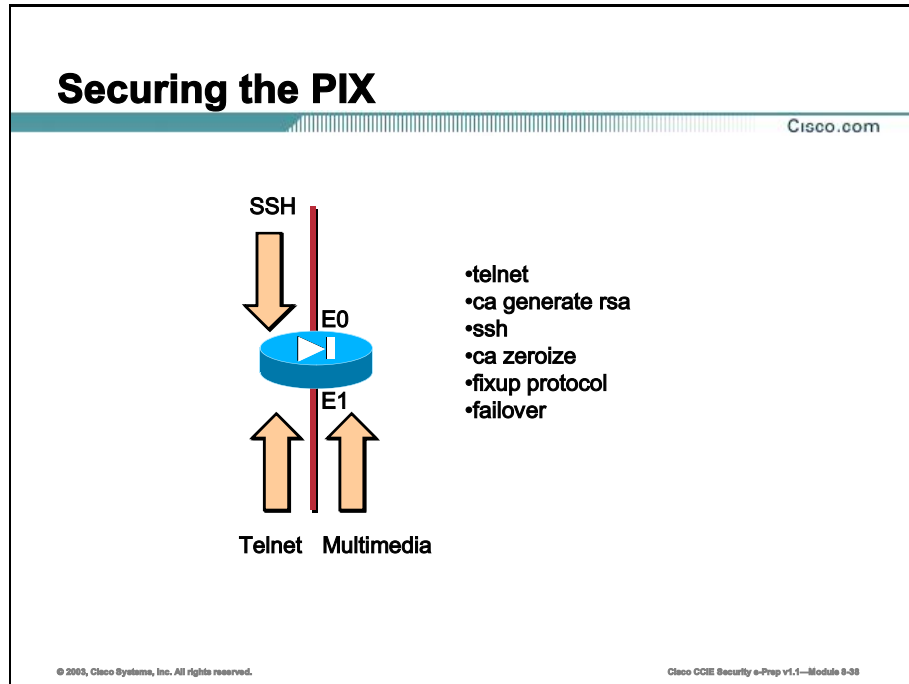 Securing the PIX
Cisco.com
SSH
E0
E1
Telnet Multimedia
•telnet
•ca generate rsa
•ssh
•ca zeroize
•fixup protocol
•failover
© 2003, Cisco Systems, Inc. All rights reserved.
Cisco CCIE Security e-Prep v1.1—Module 8-38